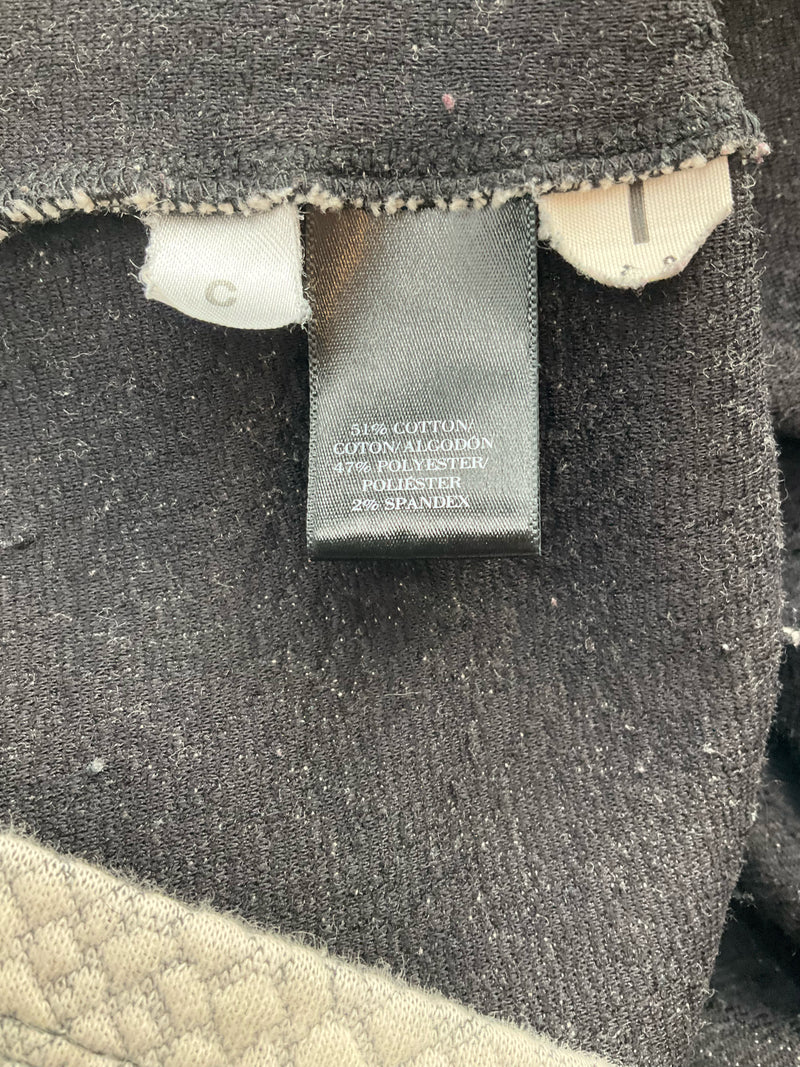 C
51% COTTON/
COTON/ALGODÓN
47% POLYESTER/
POLIÉSTER
2% SPANDEX